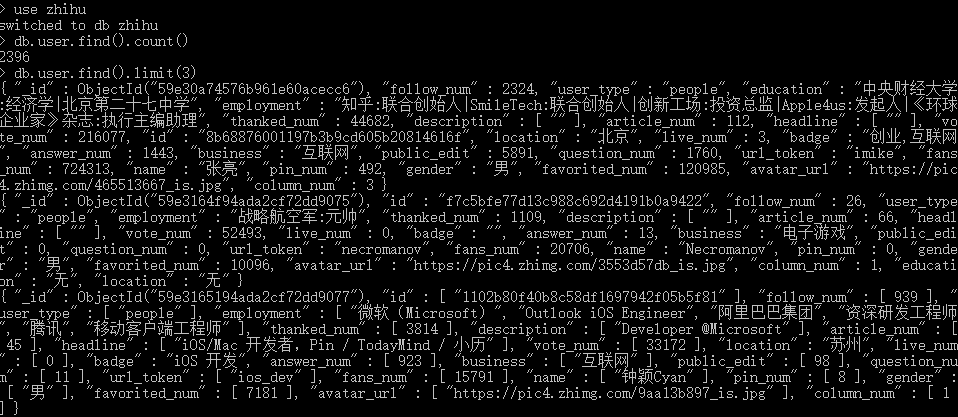 > use zhihu
switched to db zhihu
> db.user.find().count()
2396
> db.user.find().limit(3)
{ "_id" : ObjectId("59e30a74576b961e60acecc6"), "follow_num" : 2324, "user_type" : "people", "education" : "中央财经大学
:经济学|北京第二十七中学", "employment" : "知乎:联合创始人|SmileTech:联合创始人|创新工场:投资总监|Apple4us:发起人|《环球
企业家》杂志:执行主编助理", "thanked_num" : 44682, "description" : [ "" ], "article_num" : 112, "headline" : [ "" ], "vo
te_num" : 216077, "id" : "8b68876001197b3b9cd605b20814616f", "location" : "北京", "live_num" : 3, "badge" : "创业,互联网
", "answer_num" : 1443, "business" : "互联网", "public_edit" : 5891, "question_num" : 1760, "url_token" : "imike", "fans
_num" : 724313, "name" : "张亮", "pin_num" : 492, "gender" : "男", "favorited_num" : 120985, "avatar_url" : "https://pic
4.zhimg.com/465513667_is.jpg", "column_num" : 3 }
{ "_id" : ObjectId("59e3164f94ada2cf72dd9075"), "id" : "f7c5bfe77d13c988c692d4191b0a9422", "follow_num" : 26, "user_type
" : "people", "employment" : "战略航空军:元帅", "thanked_num" : 1109, "description" : [ "" ], "article_num" : 66, "headl
ine" : [ "" ], "vote_num" : 52493, "live_num" : 0, "badge" : "", "answer_num" : 13, "business" : "电子游戏", "public_edi
t" : 0, "question_num" : 0, "url_token" : "necromanov", "fans_num" : 20706, "name" : "Necromanov", "pin_num" : 0, "gende
r" : "男", "favorited_num" : 10096, "avatar_url" : "https://pic4.zhimg.com/3553d57db_is.jpg", "column_num" : 1, "educati
on" : "无", "location" : "无" }
{ "_id" : ObjectId("59e3165194ada2cf72dd9077"), "id" : [ "1102b80f40b8c58df1697942f05b5f81" ], "follow_num" : [ 939 ], "
user_type" : [ "people" ], "employment" : [ "微软（Microsoft）", "Outlook iOS Engineer", "阿里巴巴集团", "资深研发工程师
", "腾讯", "移动客户端工程师" ], "thanked_num" : [ 3814 ], "description" : [ "Developer @Microsoft" ], "article_num" : [
 45 ], "headline" : [ "iOS/Mac 开发者, Pin / TodayMind / 小历" ], "vote_num" : [ 33172 ], "location" : "苏州", "live_num
" : [ 0 ], "badge" : "iOS 开发", "answer_num" : [ 923 ], "business" : [ "互联网" ], "public_edit" : [ 98 ], "question_nu
m" : [ 11 ], "url_token" : [ "ios_dev" ], "fans_num" : [ 15791 ], "name" : [ "钟颖Cyan" ], "pin_num" : [ 8 ], "gender" :
 [ "男" ], "favorited_num" : [ 7181 ], "avatar_url" : [ "https://pic4.zhimg.com/9aa13b897_is.jpg" ], "column_num" : [ 1
] }